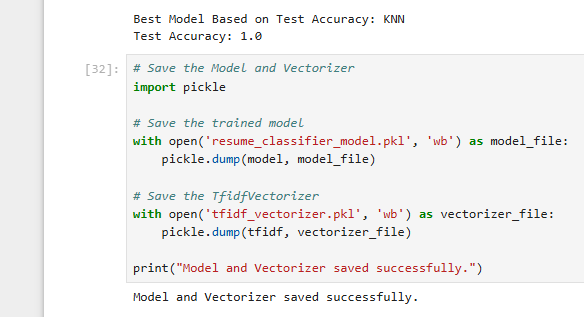 Best Model Based on Test Accuracy: KNN
Test Accuracy: 1.0
[32]:
# Save the Model and Vectorizer
import pickle
# Save the trained model
with open('resume_classifier_model.pkl', 'wb') as model_file:
    pickle.dump(model, model_file)
# Save the TfidfVectorizer
with open('tfidf_vectorizer.pkl', 'wb') as vectorizer_file:
    pickle.dump(tfidf, vectorizer_file)
print("Model and Vectorizer saved successfully.")
Model and Vectorizer saved successfully.